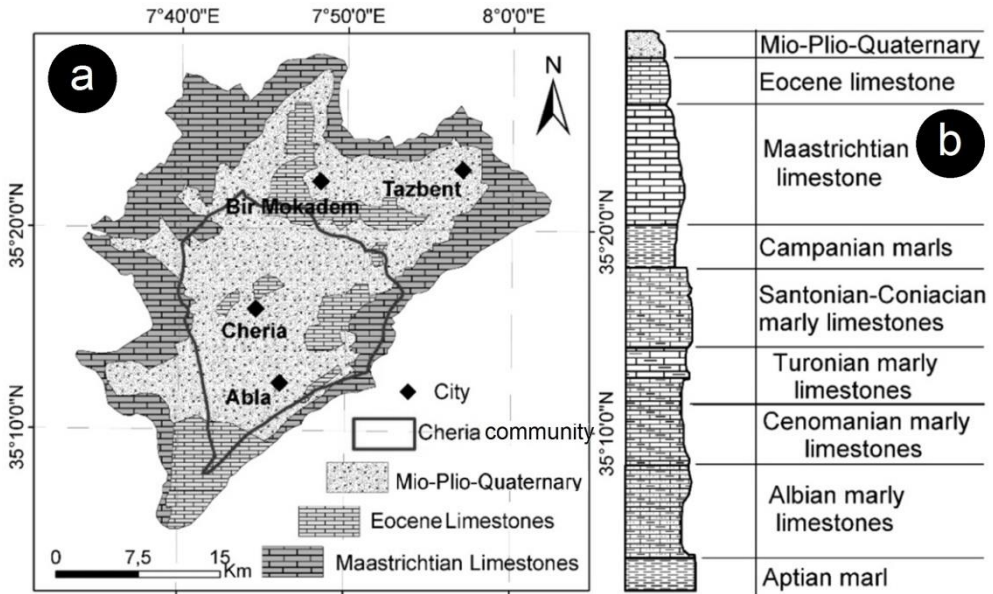 7°40'0"E 7°50'0"E 8°0'0"E
a
N
35°20'0"N
35°10'0"N
Tazbent
Bir Mokadem
Cheria
Abla
City
Cheria community
Mio-Plio-Quaternary
Eocene Limestones
Maastrichtian Limestones
0 7,5 15
Km
35°20'0"N
35°10'0"N
b
Mio-Plio-Quaternary
Eocene limestone
Maastrichtian
limestone
Campanian marls
Santonian-Coniacian
marly limestones
Turonian marly
limestones
Cenomanian marly
limestones
Albian marly
limestones
Aptian marl